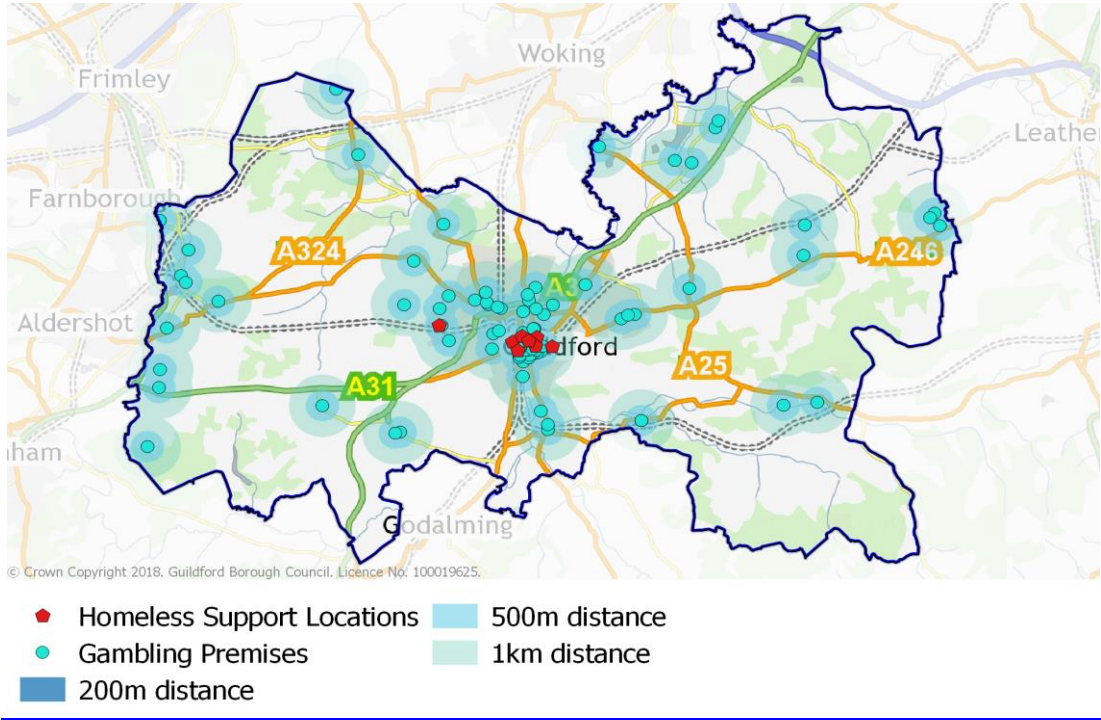 Woking
Frimley
Leather
Farnborough
A324
A246
A3
Aldershot
dford
A25
A31
ham
Godalming
© Crown Copyright 2018. Guildford Borough Council. Licence No. 100019625.
Homeless Support Locations
500m distance
Gambling Premises
1km distance
200m distance